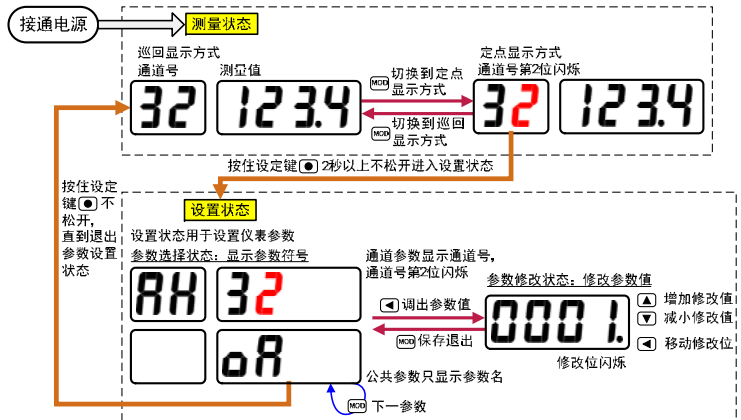 接通电源
测量状态
巡回显示方式
通道号
测量值
32
123.4
MOD
切换到定点
显示方式
切换到巡回
MOD
显示方式
定点显示方式
通道号第2位闪烁
32
123.4
按住设定键 2秒以上不松开进入设置状态
按住设定
键 不
松开,
直到退出
参数设置
状态
设置状态
设置状态用于设置仪表参数
参数选择状态：显示参数符号
AH
32
oA
通道参数显示通道号,
通道号第2位闪烁
调出参数值
MOD 保存退出
公共参数只显示参数名
MOD 下一参数
参数修改状态：修改参数值
0001.
修改位闪烁
增加修改值
减小修改值
移动修改位